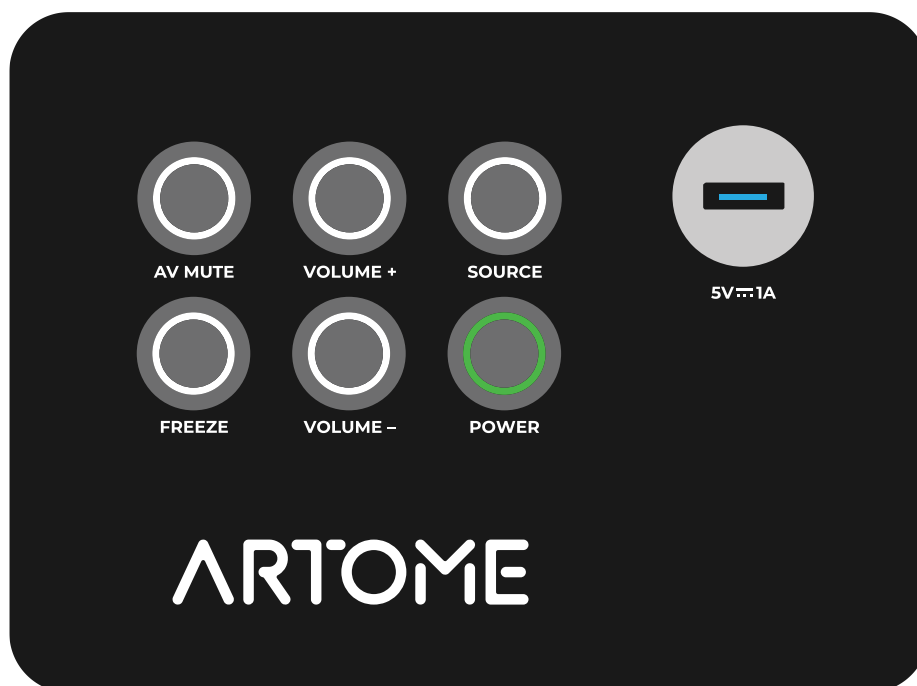 AV MUTE VOLUME + SOURCE
5V⎓1A
FREEZE VOLUME – POWER
ARTOME